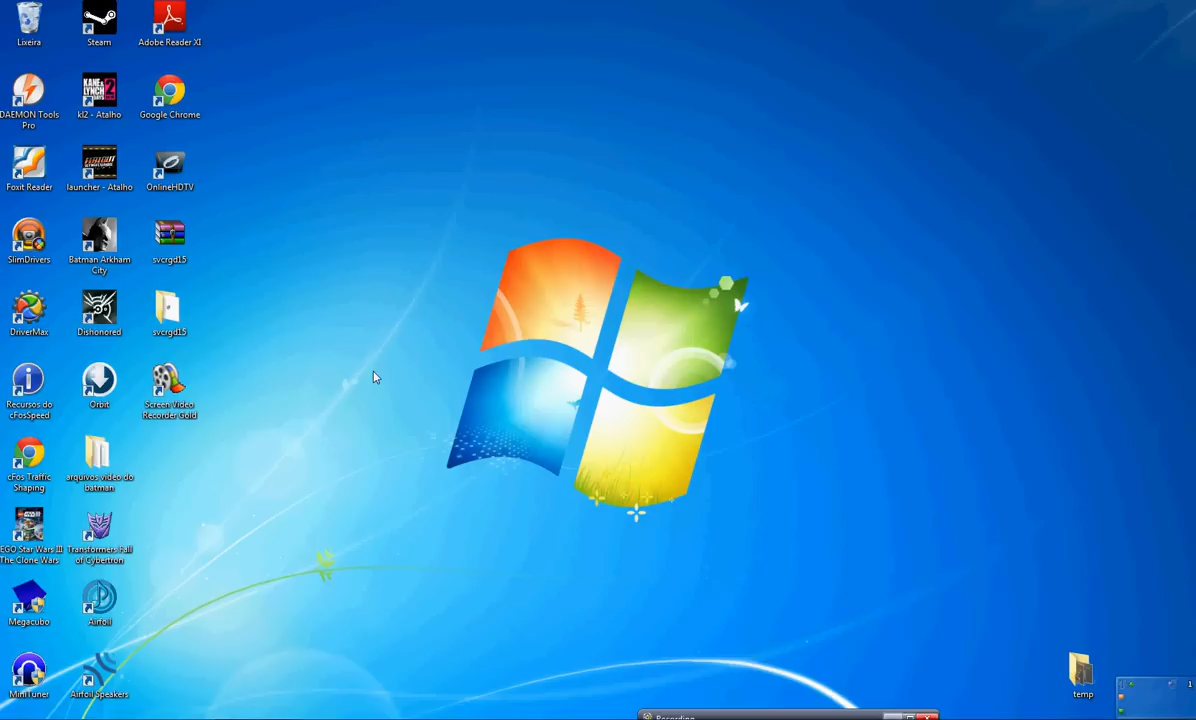 Lixeira
Steam
Adobe Reader XI
DAEMON Tools
Pro
kl2 - Atalho
Google Chrome
Foxit Reader
launcher - Atalho
OnlineHDTV
SlimDrivers
Batman Arkham
City
svcrgd15
DriverMax
Dishonored
svcrgd15
Recursos do
cFosSpeed
Orbit
Screen Video
Recorder Gold
cFos Traffic
Shaping
arquivos video do
batman
EGO Star Wars III
The Clone Wars
Transformers Fall
of Cybertron
Megacubo
Airfoil
MiniTuner
Airfoil Speakers
temp
1
Recording